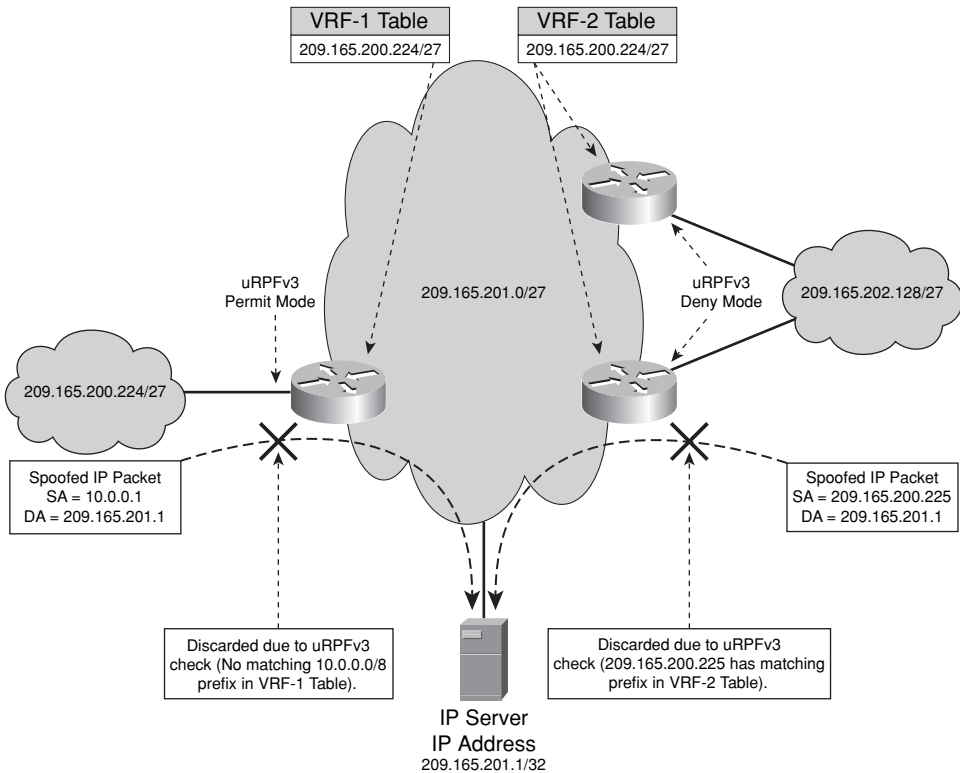 VRF-1 Table
209.165.200.224/27
VRF-2 Table
209.165.200.224/27
uRPFv3
Permit Mode
209.165.201.0/27
uRPFv3
Deny Mode
209.165.202.128/27
209.165.200.224/27
Spoofed IP Packet
SA = 10.0.0.1
DA = 209.165.201.1
Spoofed IP Packet
SA = 209.165.200.225
DA = 209.165.201.1
Discarded due to uRPFv3
check (No matching 10.0.0.0/8
prefix in VRF-1 Table).
Discarded due to uRPFv3
check (209.165.200.225 has matching
prefix in VRF-2 Table).
IP Server
IP Address
209.165.201.1/32